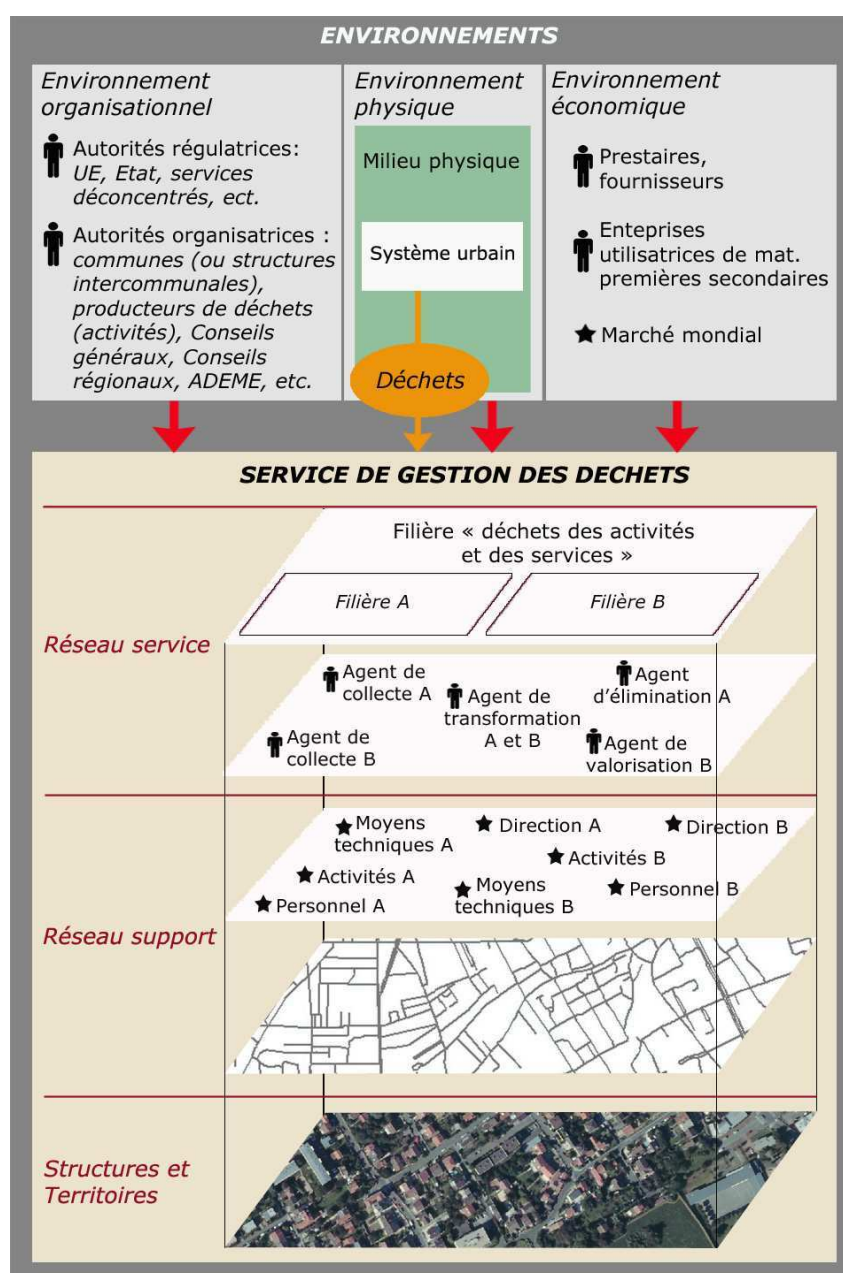 ENVIRONNEMENTS
Environnement
organisationnel
Autorités régulatrices:
UE, Etat, services
déconcentrés, ect.
Autorités organisatrices :
communes (ou structures
intercommunales),
producteurs de déchets
(activités), Conseils
généraux, Conseils
régionaux, ADEME, etc.
Environnement
physique
Milieu physique
Système urbain
Déchets
Environnement
économique
Prestaires,
fournisseurs
Enteprises
utilisatrices de mat.
premières secondaires
Marché mondial
SERVICE DE GESTION DES DECHETS
Réseau service
Filière « déchets des activités
et des services »
Filière A
Filière B
Agent de
collecte A
Agent de
transformation
A et B
Agent
d'élimination A
Agent de
collecte B
Agent de
valorisation B
Réseau support
Moyens
techniques A
Direction A
Direction B
Activités B
Activités A
Personnel A
Moyens
techniques B
Personnel B
Structures et
Territoires